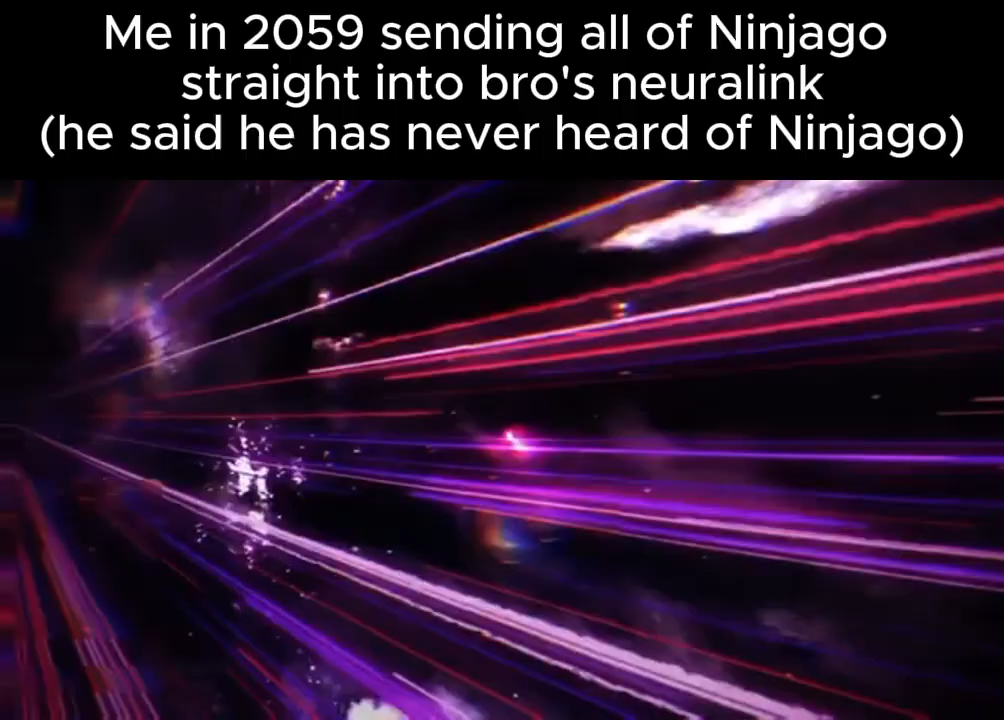 Me in 2059 sending all of Ninjago
straight into bro's neuralink
(he said he has never heard of Ninjago)